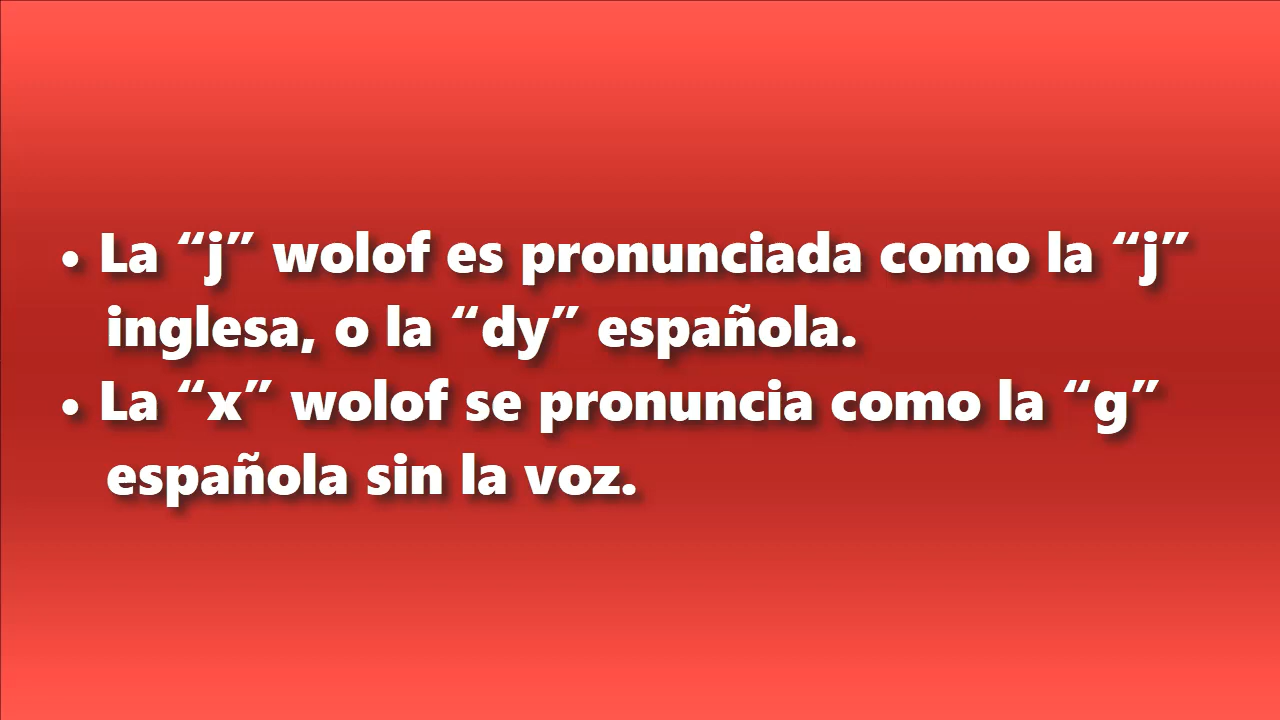 • La “j” wolof es pronunciada como la “j”
inglesa, o la “dy” española.
• La “x” wolof se pronuncia como la “g”
española sin la voz.